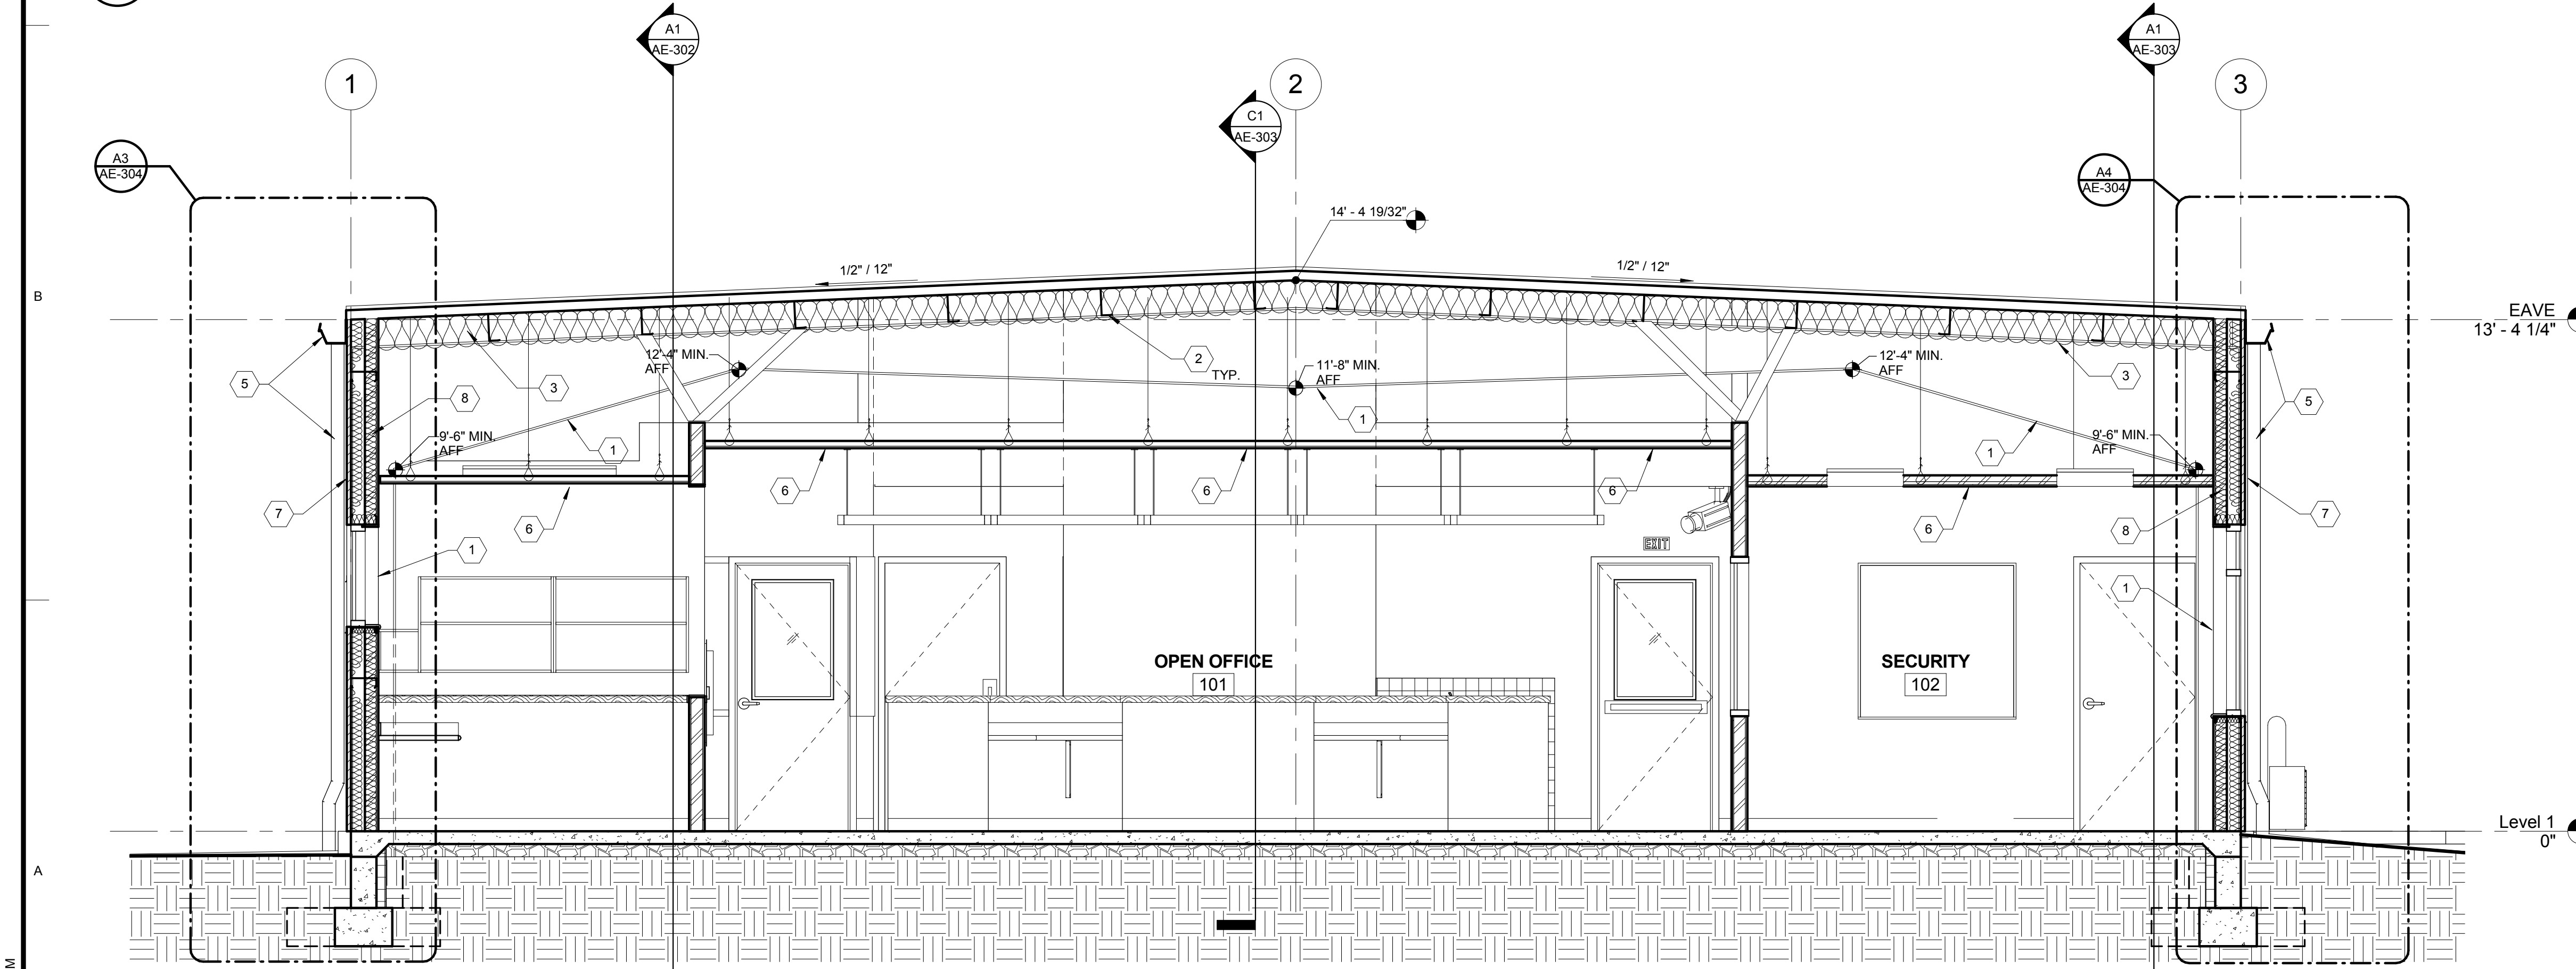 A1
AE-302
A1
AE-303
1
2
3
C1
AE-303
A3
AE-304
A4
AE-304
14' - 4 19/32"
1/2" / 12"
1/2" / 12"
B
EAVE
13' - 4 1/4"
12'-4" MIN.
AFF
2
TYP.
11'-8" MIN.
AFF
12'-4" MIN.
AFF
5
3
8
3
5
1
9'-6" MIN.
AFF
1
1
9'-6" MIN.
AFF
6
6
6
7
6
6
8
7
EXIT
1
1
OPEN OFFICE
101
SECURITY
102
Level 1
0"
A
M